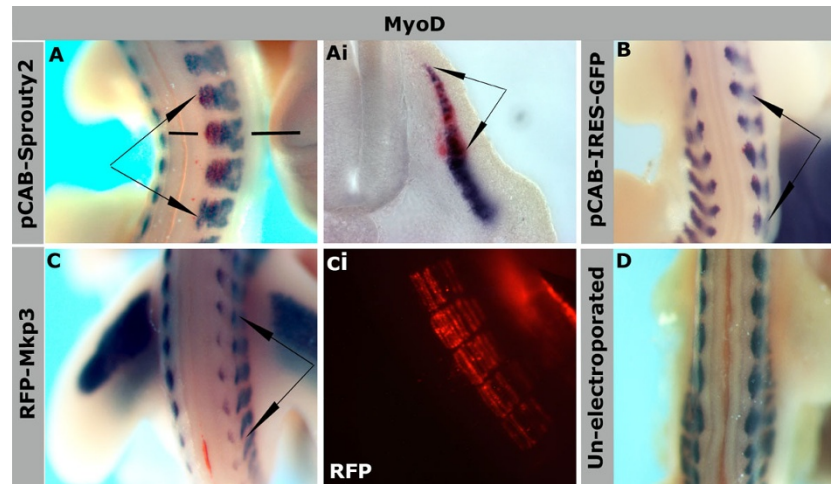 MyoD
pCAB-Sprouty2
A
Ai
pCAB-IRES-GFP
B
RFP-Mkp3
C
ci
RFP
Un-electroporated
D